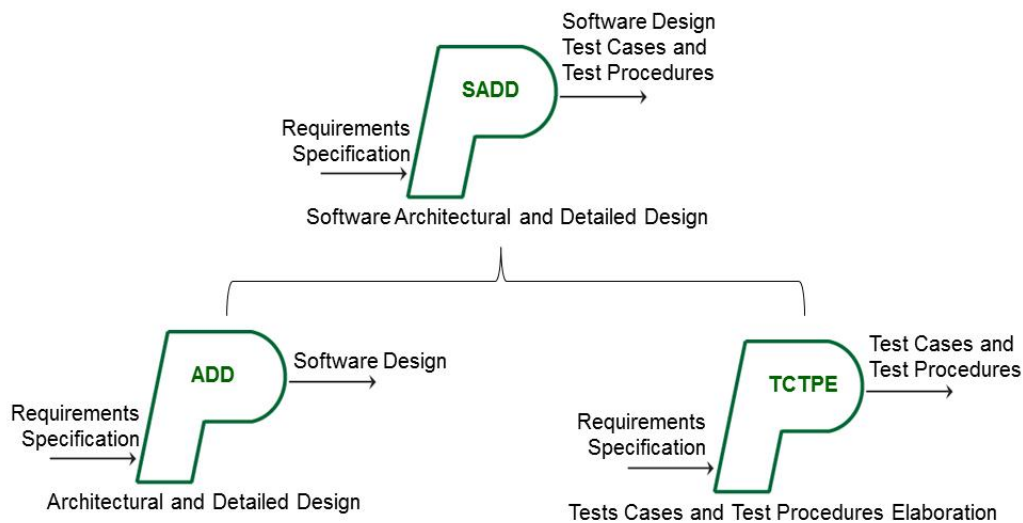 Software Design
Test Cases and
Test Procedures
SADD
Requirements
Specification
Software Architectural and Detailed Design
ADD
Software Design
Requirements
Specification
Architectural and Detailed Design
Test Cases and
Test Procedures
TCTPE
Requirements
Specification
Tests Cases and Test Procedures Elaboration